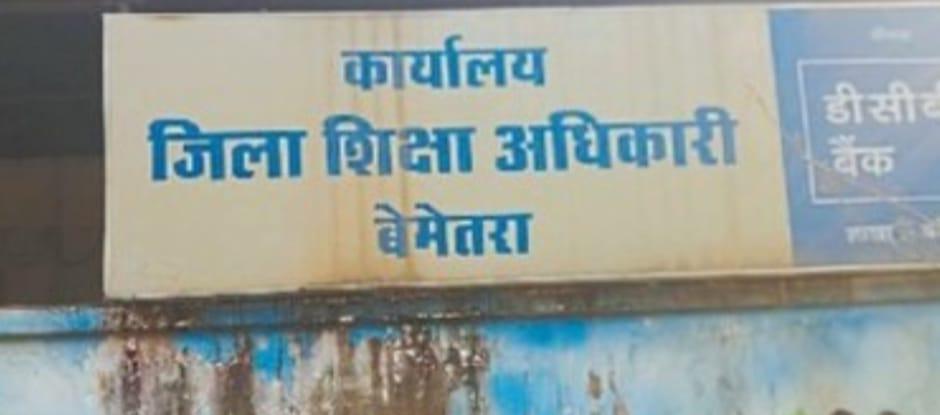 कार्यालय
जिला शिक्षा अधिकारी
बेमेतरा
बैंक